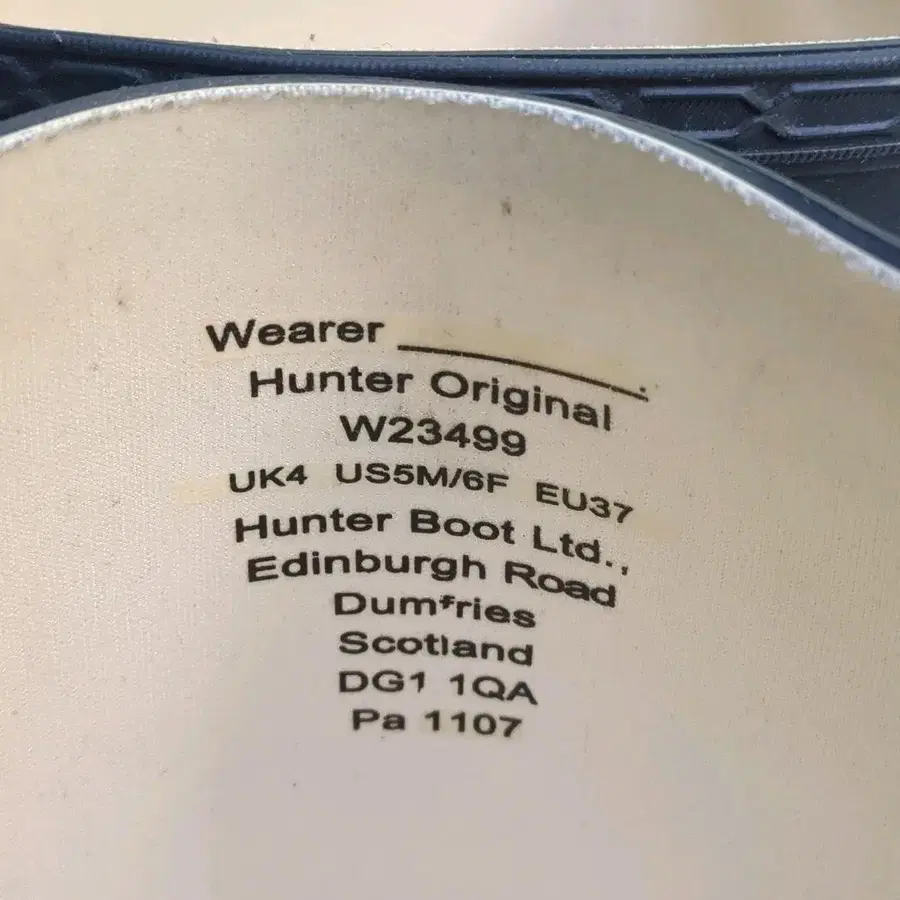 Wearer
Hunter Original
W23499
UK4 US5M/6F EU37
Hunter Boot Ltd.,
Edinburgh Road
Dumfries
Scotland
DG1 1QA
Pa 1107